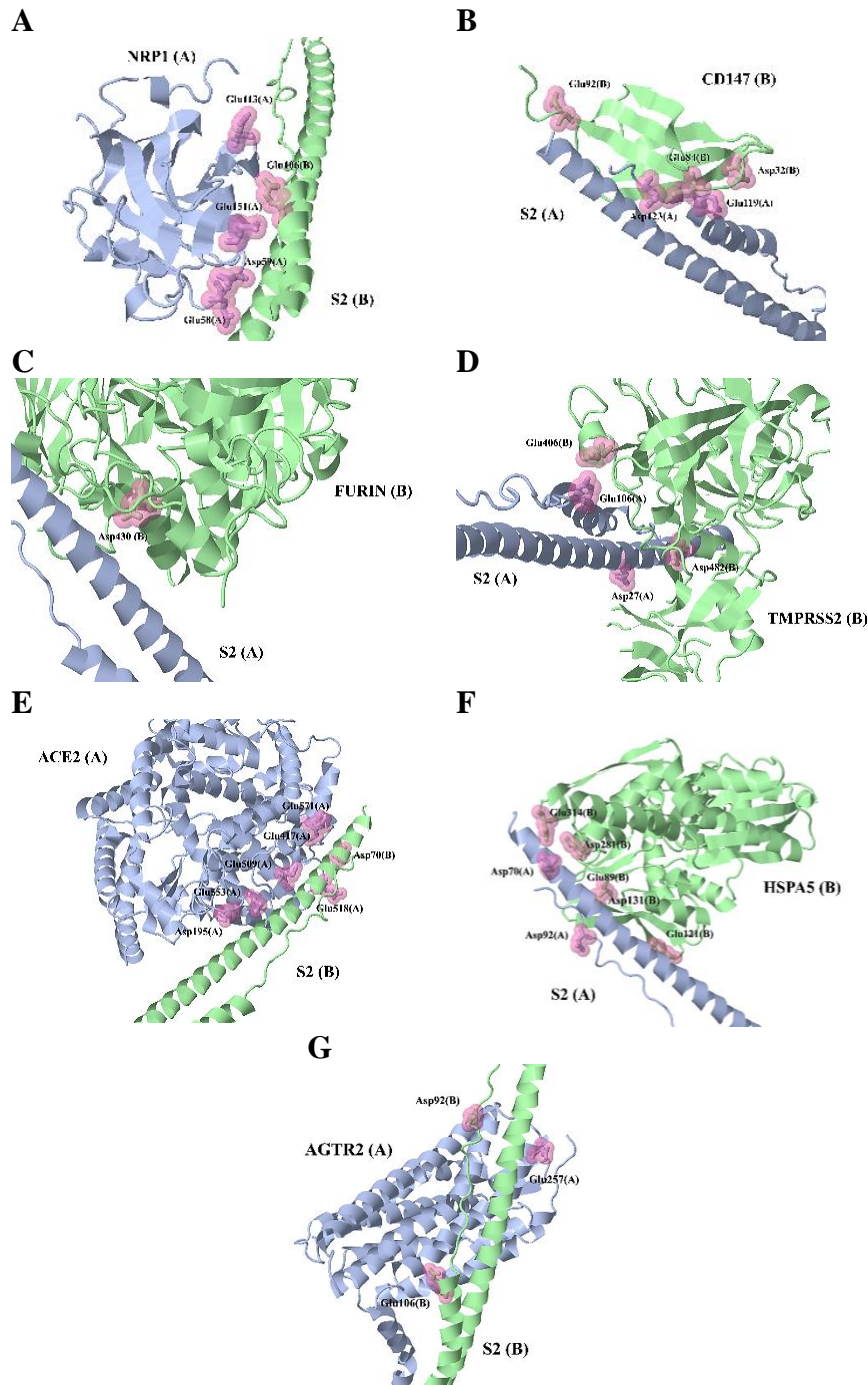 A
NRP1 (A)
Glu113(A)
Glu106(B)
Glu151(A)
Asp59(A)
Glu58(A)
S2 (B)
B
Glu92(B)
CD147 (B)
Glu84(B)
Asp32(B)
S2 (A)
Asp123(A)
Glu119(A)
C
FURIN (B)
Asp430 (B)
S2 (A)
D
Glu406(B)
Glu106(A)
S2 (A)
Asp482(B)
Asp27(A)
TMPRSS2 (B)
E
ACE2 (A)
Glu571(A)
Glu417(A)
Glu509(A)
Asp70(B)
Glu553(A)
Glu518(A)
Asp195(A)
S2 (B)
F
Glu314(B)
Asp281(B)
Asp70(A)
Glu89(B)
HSPA5 (B)
Asp131(B)
Asp92(A)
Glu121(B)
S2 (A)
G
Asp92(B)
AGTR2 (A)
Glu257(A)
Glu106(B)
S2 (B)